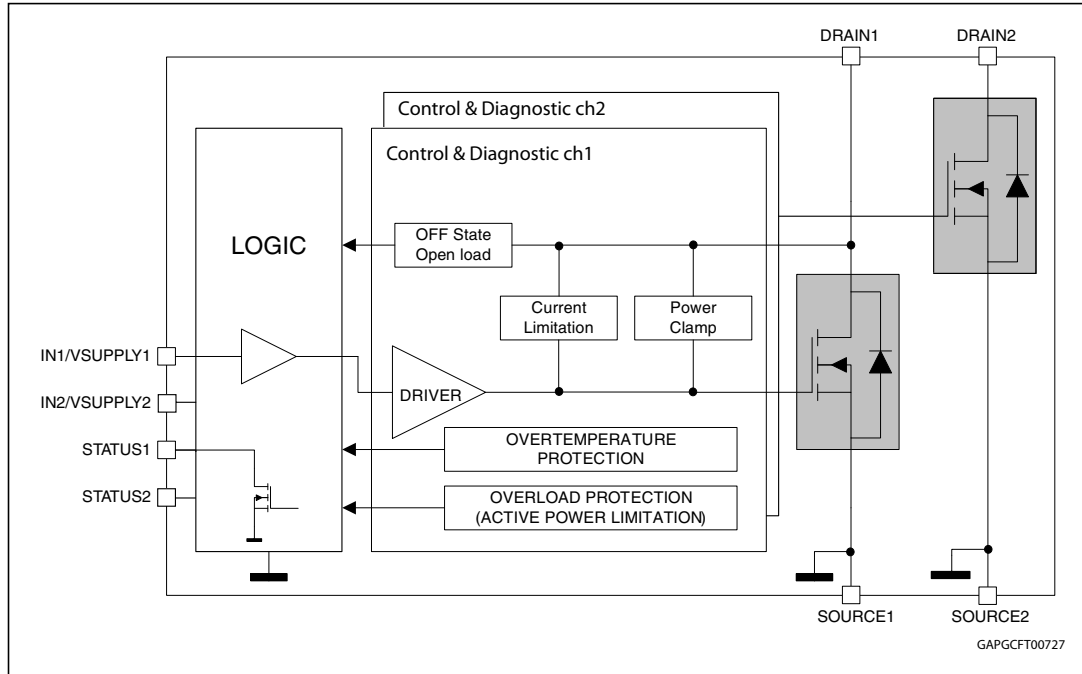 DRAIN1
DRAIN2
Control & Diagnostic ch2
Control & Diagnostic ch1
LOGIC
OFF State
Open load
Current
Limitation
Power
Clamp
IN1/VSUPPLY1
DRIVER
IN2/VSUPPLY2
STATUS1
OVERTEMPERATURE
PROTECTION
STATUS2
OVERLOAD PROTECTION
(ACTIVE POWER LIMITATION)
SOURCE1
SOURCE2
GAPGCFT00727